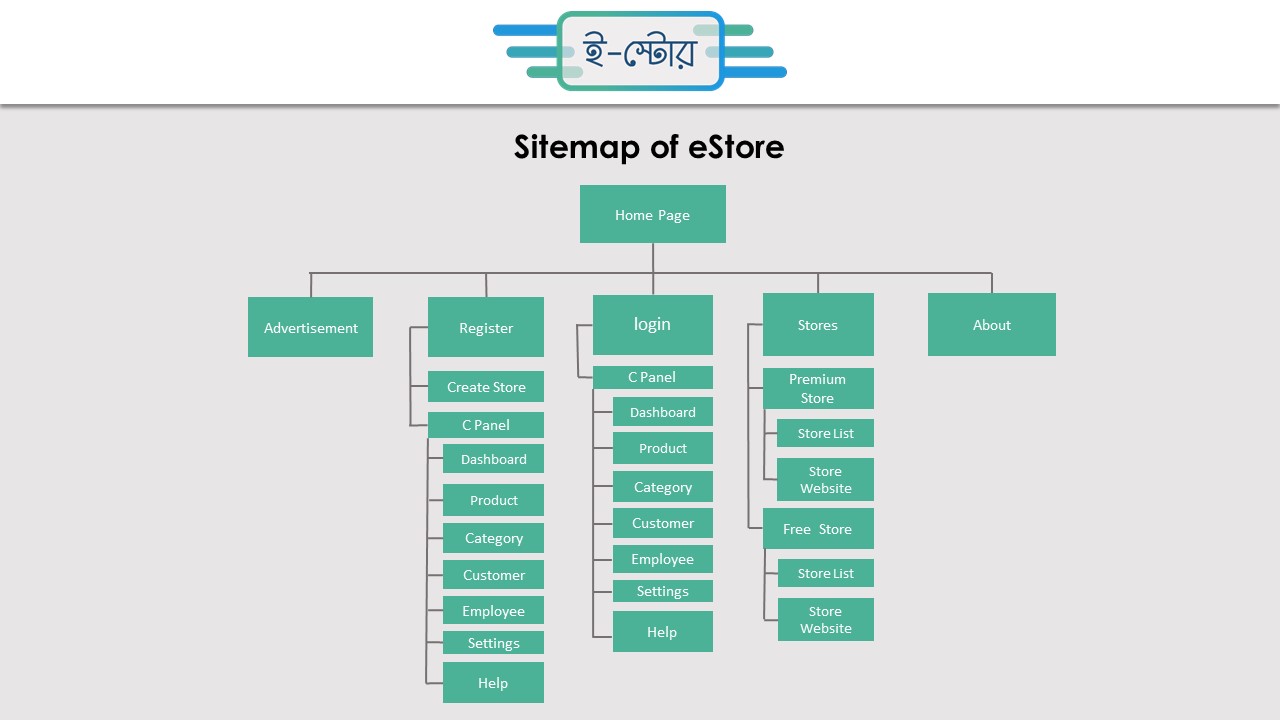 ই-স্টোর
Sitemap of eStore
Home Page
Advertisement
Register
Create Store
C Panel
Dashboard
Product
Category
Customer
Employee
Settings
Help
login
C Panel
Dashboard
Product
Category
Customer
Employee
Settings
Help
Stores
Premium
Store
Store List
Store
Website
Free Store
Store List
Store
Website
About